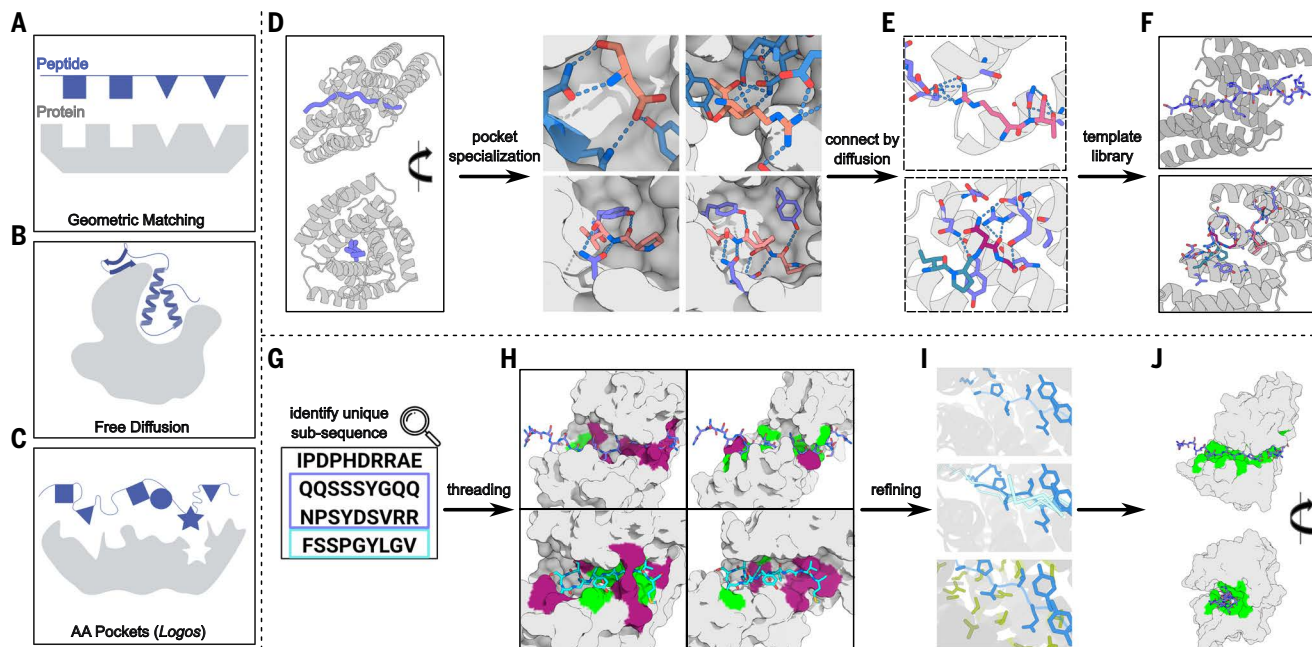 A
Peptide
Protein
Geometric Matching
B
Free Diffusion
C
AA Pockets (Logos)
D
pocket
specialization
connect by
diffusion
E
template
library
F
G
identify unique
sub-sequence
IPDPHDRRAE
QQSSSYGQQ
NPSYDSVRR
FSSPGYLGV
threading
H
refining
I
J